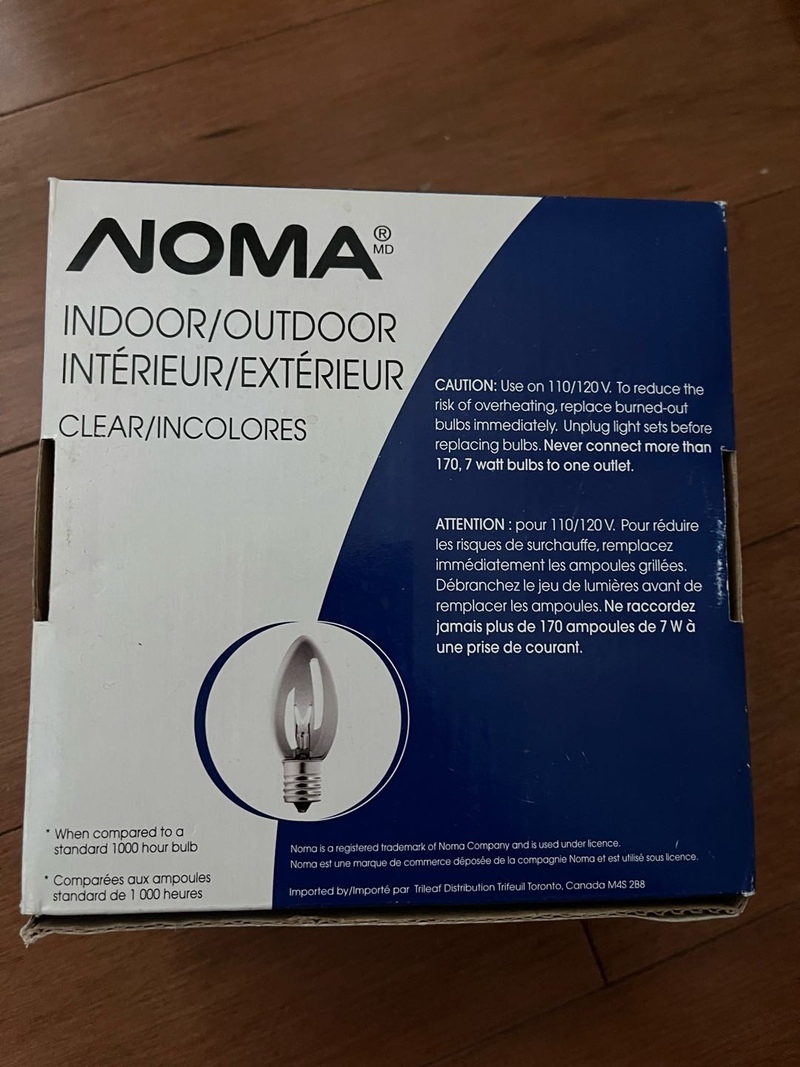 NOMA® MD
INDOOR/OUTDOOR
INTÉRIEUR/EXTÉRIEUR
CLEAR/INCOLORES
CAUTION: Use on 110/120 V. To reduce the
risk of overheating, replace burned-out
bulbs immediately. Unplug light sets before
replacing bulbs. Never connect more than
170, 7 watt bulbs to one outlet.
ATTENTION : pour 110/120 V. Pour réduire
les risques de surchauffe, remplacez
immédiatement les ampoules grillées.
Débranchez le jeu de lumières avant de
remplacer les ampoules. Ne raccordez
jamais plus de 170 ampoules de 7 W à
une prise de courant.
* When compared to a
standard 1000 hour bulb
* Comparées aux ampoules
standard de 1 000 heures
Noma is a registered trademark of Noma Company and is used under licence.
Noma est une marque de commerce déposée de la compagnie Noma et est utilisé sous licence.
Imported by/Importé par Trileaf Distribution Trifeuil Toronto, Canada M4S 2B8